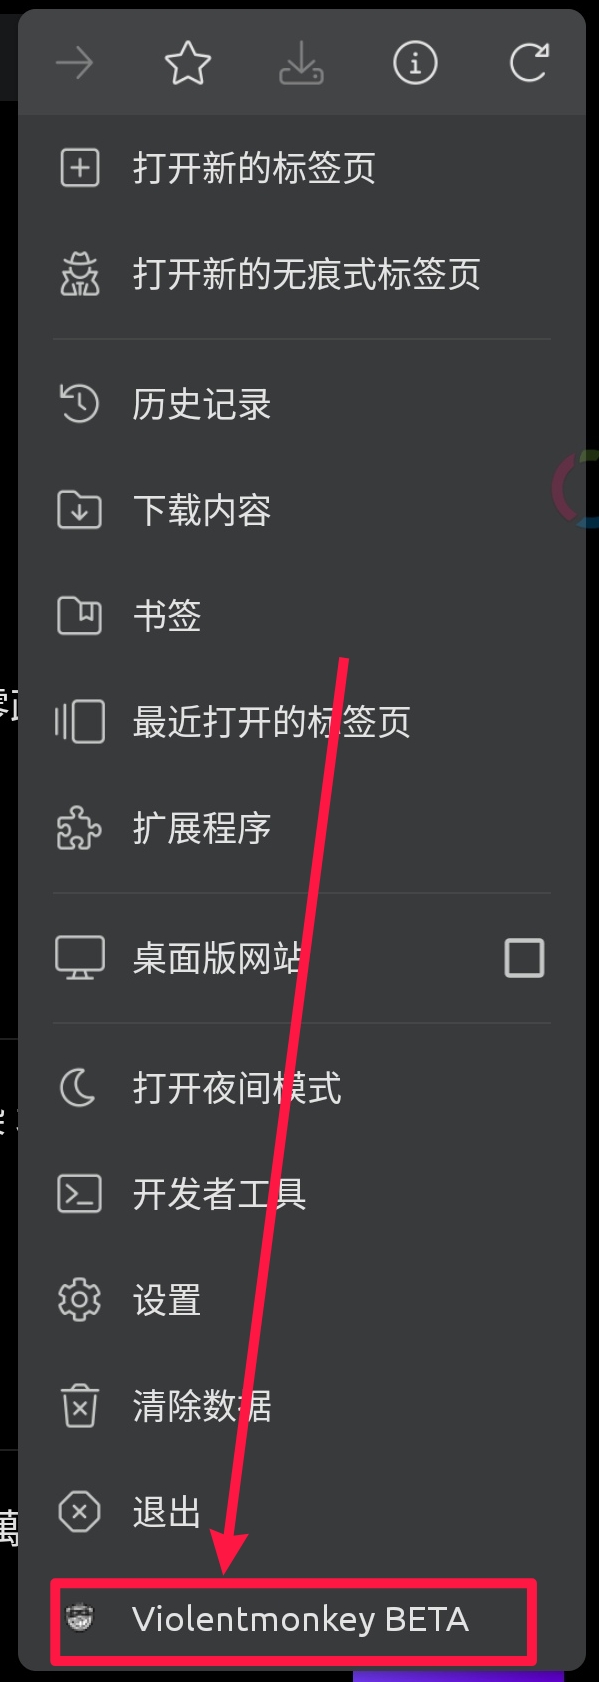 打开新的标签页
打开新的无痕式标签页
历史记录
下载内容
书签
最近打开的标签页
扩展程序
桌面版网站
打开夜间模式
开发者工具
设置
清除数据
退出
萬
Violentmonkey BETA